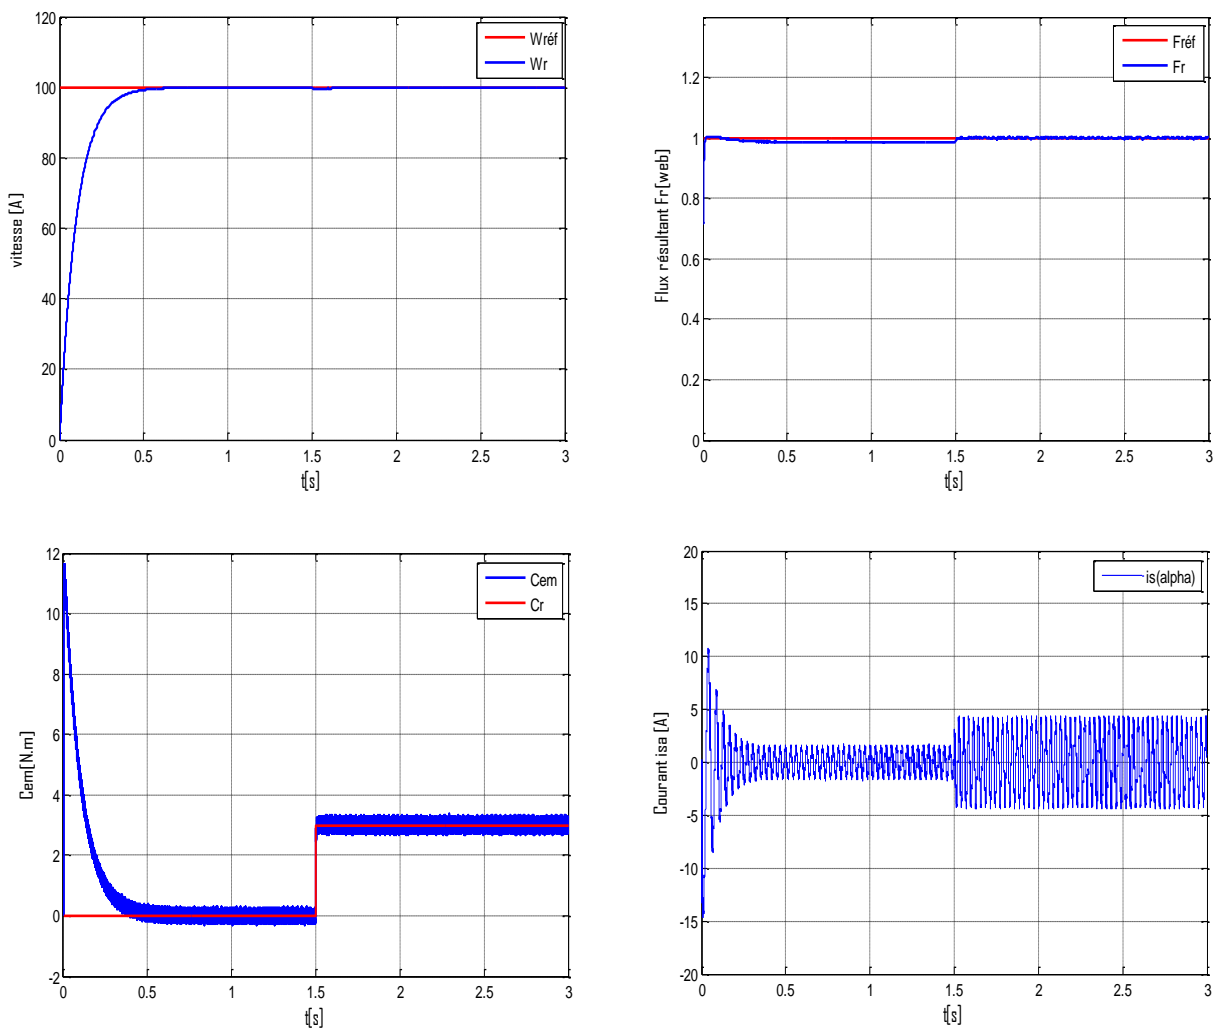 120
100
80
60
40
20
0
vitesse [A]
Wréf
Wr
0 0.5 1 1.5 2 2.5 3
t[s]
1.2
1
0.8
0.6
0.4
0.2
0
Flux résultant Fr[web]
Fréf
Fr
0 0.5 1 1.5 2 2.5 3
t[s]
12
10
8
6
4
2
0
-2
Cem[N.m]
Cem
Cr
0 0.5 1 1.5 2 2.5 3
t[s]
20
15
10
5
0
-5
-10
-15
-20
Courant isa [A]
is(alpha)
0 0.5 1 1.5 2 2.5 3
t[s]